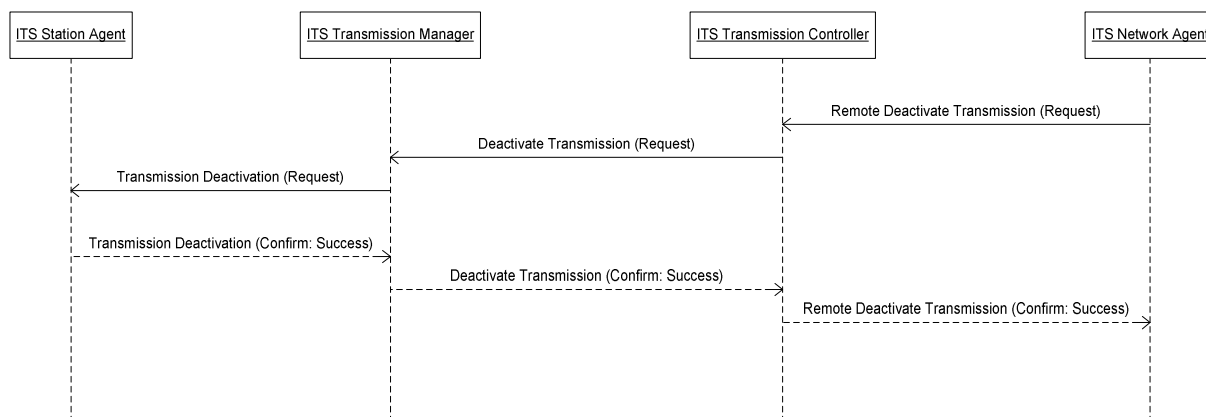 ITS Station Agent
ITS Transmission Manager
ITS Transmission Controller
ITS Network Agent
Remote Deactivate Transmission (Request)
Deactivate Transmission (Request)
Transmission Deactivation (Request)
Transmission Deactivation (Confirm: Success)
Deactivate Transmission (Confirm: Success)
Remote Deactivate Transmission (Confirm: Success)